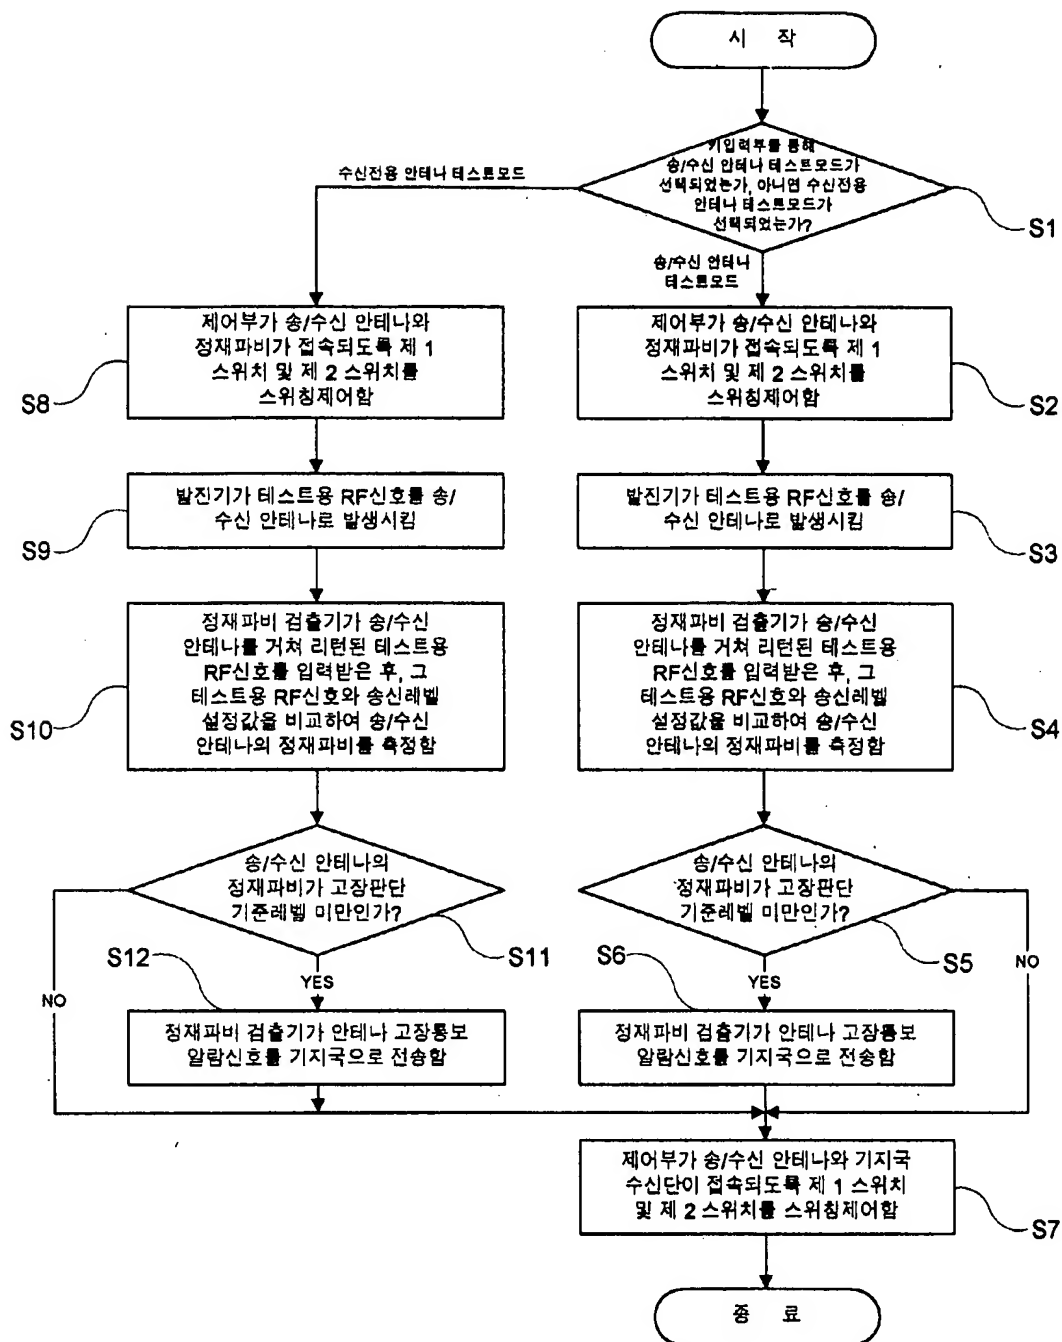 시 작
키입력부를 통해
송/수신 안테나 테스트모드가
선택되었는가, 아니면 수신전용
안테나 테스트모드가
선택되었는가?
S1
수신전용 안테나 테스트모드
송/수신 안테나
테스트모드
제어부가 송/수신 안테나와
정재파비가 접속되도록 제 1
스위치 및 제 2 스위치를
스위칭제어함
S8
제어부가 송/수신 안테나와
정재파비가 접속되도록 제 1
스위치 및 제 2 스위치를
스위칭제어함
S2
발진기가 테스트용 RF신호를 송/
수신 안테나로 발생시킴
S9
발진기가 테스트용 RF신호를 송/
수신 안테나로 발생시킴
S3
정재파비 검출기가 송/수신
안테나를 거쳐 리턴된 테스트용
RF신호를 입력받은 후, 그
테스트용 RF신호와 송신레벨
설정값을 비교하여 송/수신
안테나의 정재파비를 측정함
S10
정재파비 검출기가 송/수신
안테나를 거쳐 리턴된 테스트용
RF신호를 입력받은 후, 그
테스트용 RF신호와 송신레벨
설정값을 비교하여 송/수신
안테나의 정재파비를 측정함
S4
송/수신 안테나의
정재파비가 고장판단
기준레벨 미만인가?
S11
송/수신 안테나의
정재파비가 고장판단
기준레벨 미만인가?
S5
S12
YES
NO
S6
YES
NO
정재파비 검출기가 안테나 고장통보
알람신호를 기지국으로 전송함
정재파비 검출기가 안테나 고장통보
알람신호를 기지국으로 전송함
제어부가 송/수신 안테나와 기지국
수신단이 접속되도록 제 1 스위치
및 제 2 스위치를 스위칭제어함
S7
종 료